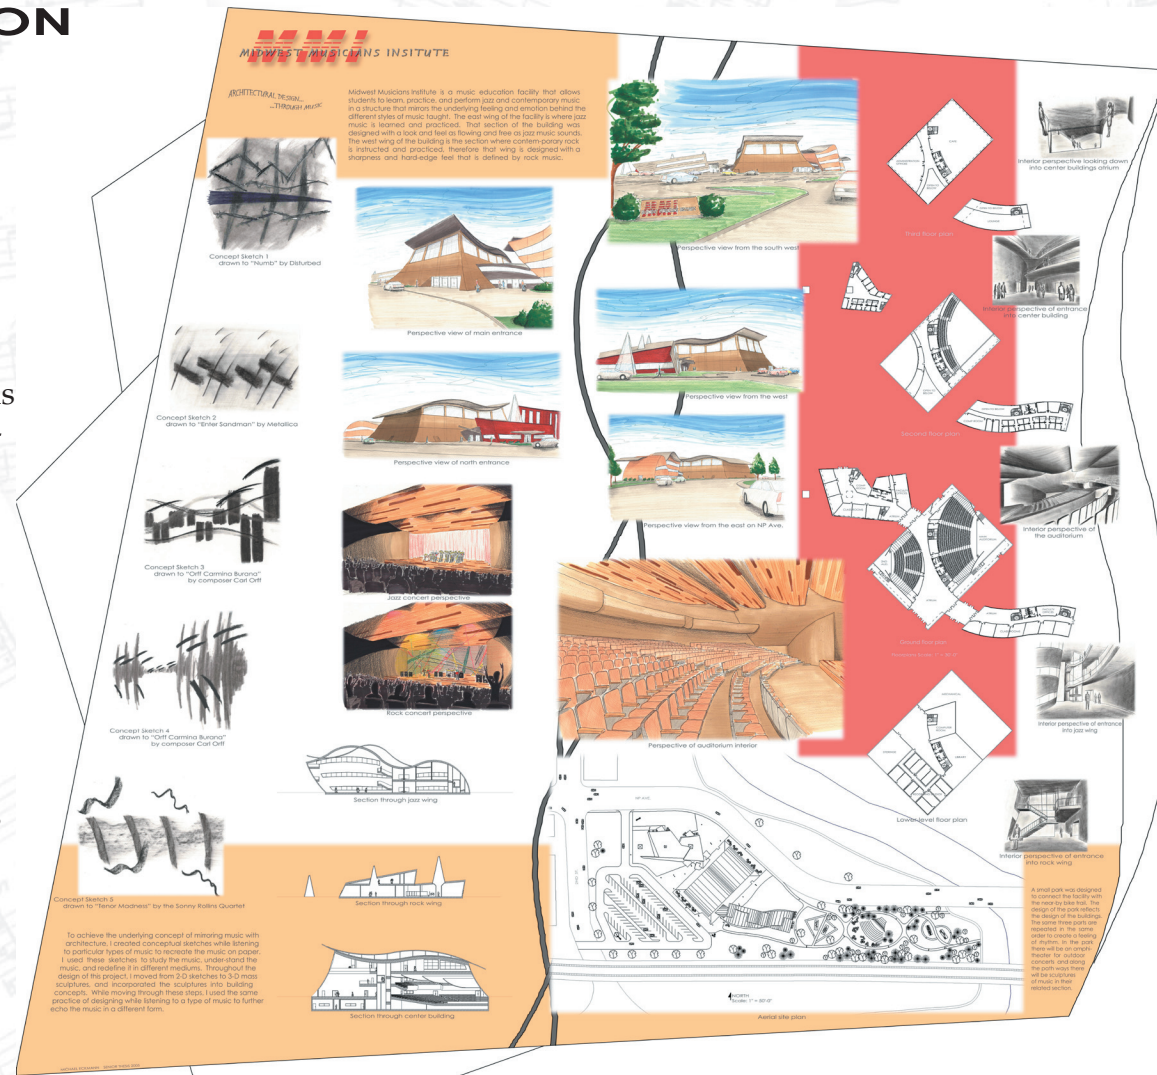 ON
ns
MMI
MIDWEST MUSICIANS INSITUTE
ARCHITECTURAL DESIGN...
...THROUGH MUSIC
Midwest Musicians Institute is a music education facility that allows
students to learn, practice, and perform jazz and contemporary music
in a structure that mirrors the underlying feeling and emotion behind the
different styles of music taught. The east wing of the facility is where jazz
music is learned and practiced. That section of the building was
designed with a look and feel as flowing and free as jazz music sounds.
The west wing of the building is the section where contem-porary rock
is instructed and practiced, therefore that wing is designed with a
sharpness and hard-edge feel that is defined by rock music.
Concept Sketch 1
drawn to "Numb" by Disturbed
Concept Sketch 2
drawn to "Enter Sandman" by Metallica
Concept Sketch 3
drawn to "Orff Carmina Burana"
by composer Carl Orff
Concept Sketch 4
drawn to "Orff Carmina Burana"
by composer Carl Orff
Concept Sketch 5
drawn to "Tenor Madness" by the Sonny Rollins Quartet
To achieve the underlying concept of mirroring music with
architecture, I created conceptual sketches while listening
to particular types of music to recreate the music on paper.
I used these sketches to study the music, under-stand the
music, and redefine it in different mediums. Throughout the
design of this project, I moved from 2-D sketches to 3-D mass
sculptures, and incorporated the sculptures into building
concepts. While moving through these steps, I used the same
practice of designing while listening to a type of music to further
echo the music in a different form.
Perspective view of main entrance
Perspective view of north entrance
Jazz concert perspective
Rock concert perspective
Section through jazz wing
Section through rock wing
Section through center building
MMI
Perspective view from the south west
Perspective view from the west
Perspective view from the east on NP Ave.
Perspective of auditorium interior
Third floor plan
Second floor plan
Ground floor plan
Lower level floor plan
Interior perspective looking down
into center buildings atrium
Interior perspective of entrance
into center building
Interior perspective of
the auditorium
Interior perspective of entrance
into jazz wing
Interior perspective of entrance
into rock wing
NP AVE.
NORTH
Scale: 1" = 50'-0"
Aerial site plan
A small park was designed
to connect the facility with
the near-by bike trail. The
design of the park reflects
the design of the buildings.
The same three parts are
repeated in the same
order to create a feeling
of rhythm. In the park
there will be an amphi-
theater for outdoor
concerts and along
the path ways there
will be sculptures
of music in their
related section.